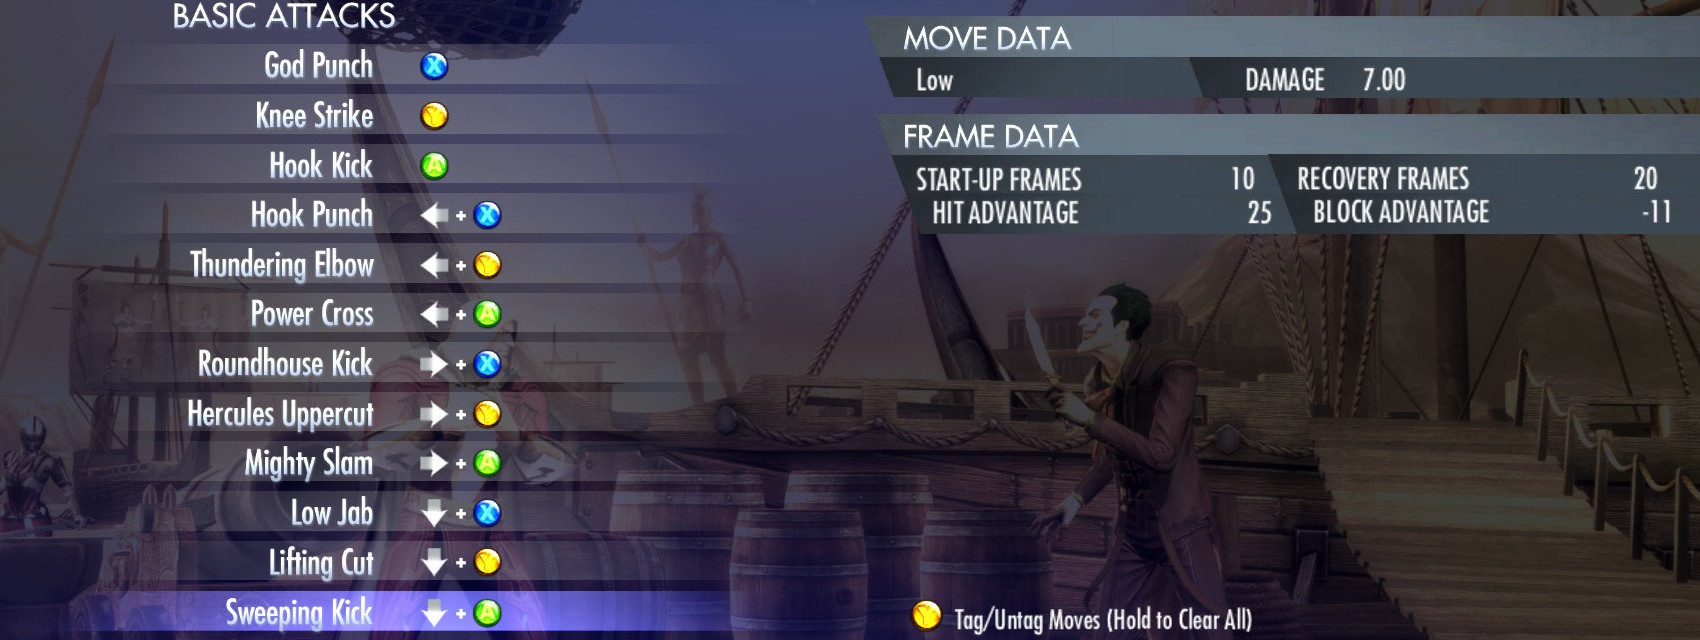 BASIC ATTACKS
God Punch X
Knee Strike Y
Hook Kick A
Hook Punch + X
Thundering Elbow + Y
Power Cross + A
Roundhouse Kick + X
Hercules Uppercut + Y
Mighty Slam + A
Low Jab + X
Lifting Cut + Y
Sweeping Kick + A
MOVE DATA
Low DAMAGE 7.00
FRAME DATA
START-UP FRAMES 10 RECOVERY FRAMES 20
HIT ADVANTAGE 25 BLOCK ADVANTAGE -11
Y Tag/Untag Moves (Hold to Clear All)